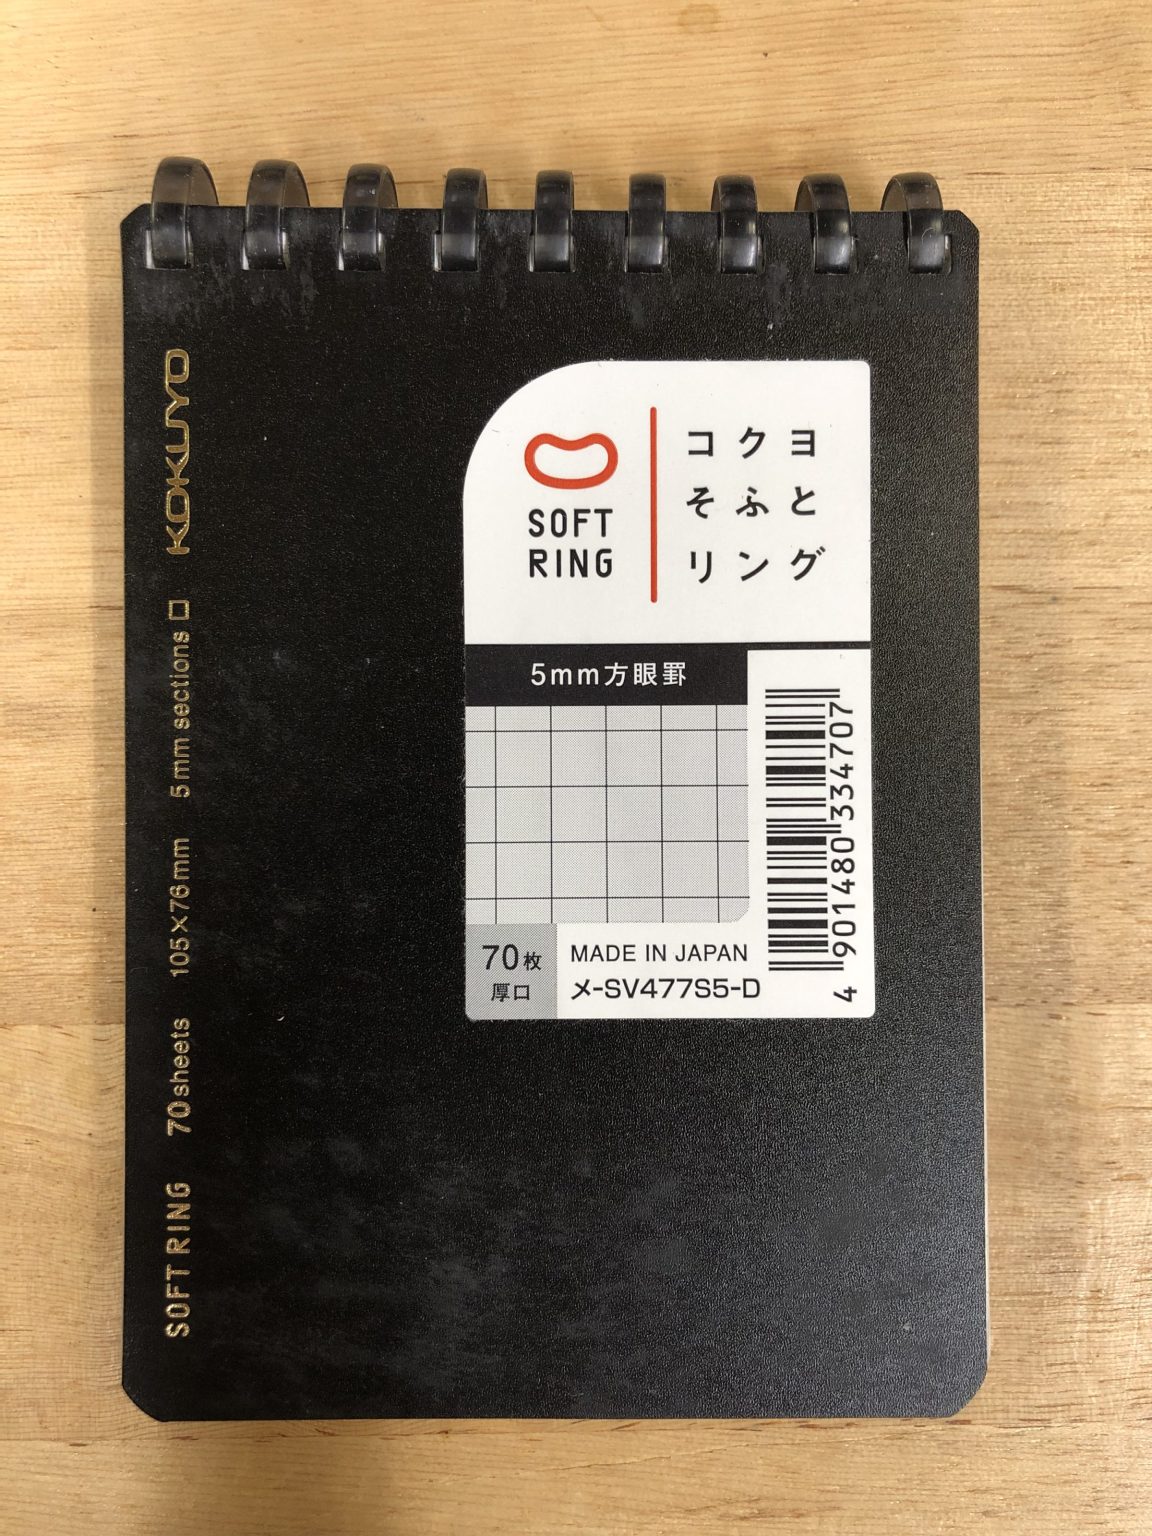 コクヨ
そふと
リング
SOFT
RING
5mm方眼罫
70枚
厚口
MADE IN JAPAN
メ-SV477S5-D
4 901480 334707
SOFT RING 70sheets 105×76mm 5mm sections □ KOKUYO